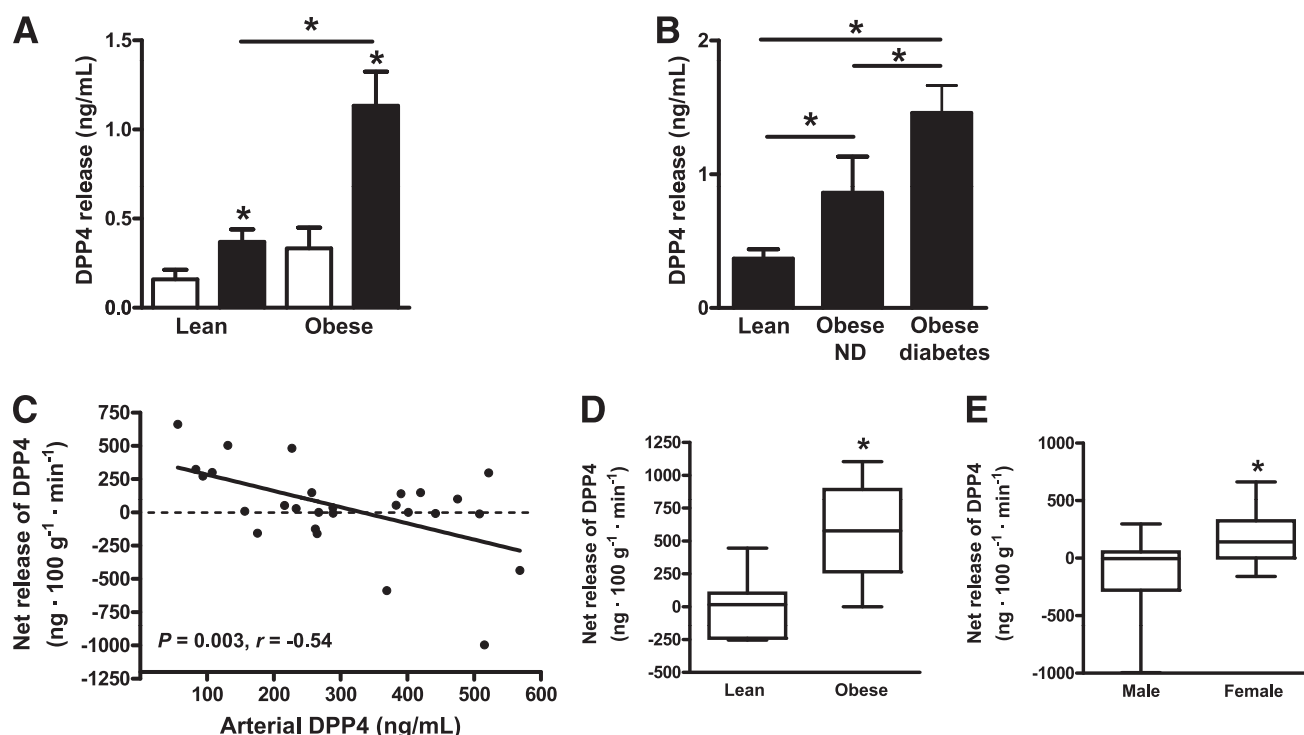 A
DPP4 release (ng/mL)
1.5
1.0
0.5
0.0
*
*
*
Lean
Obese
B
DPP4 release (ng/mL)
2
1
0
*
*
*
Lean
Obese
ND
Obese
diabetes
C
Net release of DPP4
(ng · 100 g⁻¹ · min⁻¹)
750
500
250
0
-250
-500
-750
-1000
-1250
P = 0.003, r = -0.54
100 200 300 400 500 600
Arterial DPP4 (ng/mL)
D
Net release of DPP4
(ng · 100 g⁻¹ · min⁻¹)
1250
1000
750
500
250
0
-250
-500
*
Lean
Obese
E
Net release of DPP4
(ng · 100 g⁻¹ · min⁻¹)
1000
500
0
-500
-1000
*
Male
Female